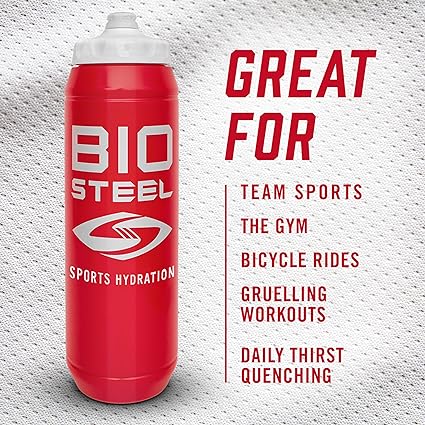 BIO
STEEL
SPORTS HYDRATION
GREAT
FOR
TEAM SPORTS
THE GYM
BICYCLE RIDES
GRUELLING
WORKOUTS
DAILY THIRST
QUENCHING